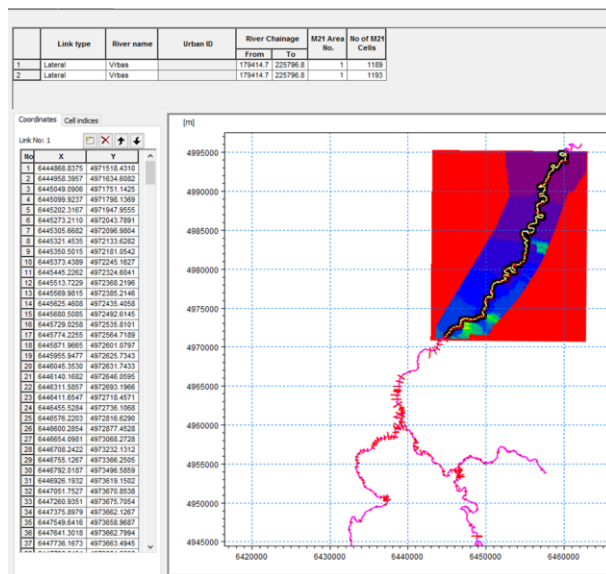 Link type River name Urban ID River Chainage M21 Area No. No of M21 Cells
From To
1 Lateral Vrbas 179414.7 225796.8 1 1189
2 Lateral Vrbas 179414.7 225796.8 1 1193
Coordinates Cell indices
Link No: 1
No X Y
1 6444868.8375 4971518.4310
2 6444958.3957 4971634.6082
3 6445049.0906 4971751.1425
4 6445099.9237 4971798.1369
5 6445202.3167 4971947.9555
6 6445273.2110 4972043.7891
7 6445305.6682 4972096.9804
8 6445321.4535 4972133.6282
9 6445350.5015 4972181.0542
10 6445373.4389 4972245.1627
11 6445445.2262 4972324.6041
12 6445513.7229 4972368.2196
13 6445569.9815 4972385.2146
14 6445625.4608 4972435.4058
15 6445680.5085 4972492.6145
16 6445729.0258 4972535.8101
17 6445774.2255 4972564.7189
18 6445871.9665 4972601.0797
19 6445955.9477 4972625.7343
20 6446045.3530 4972631.7433
21 6446140.1682 4972646.0595
22 6446311.5857 4972693.1966
23 6446411.6547 4972718.4571
24 6446455.5284 4972736.1068
25 6446576.2203 4972816.6290
26 6446600.2854 4972877.4528
27 6446654.0981 4973068.2728
28 6446708.2422 4973232.1312
29 6446755.1267 4973366.2505
30 6446792.0187 4973496.5859
31 6446926.1932 4973619.1502
32 6447051.7527 4973670.8538
33 6447260.9351 4973675.7054
34 6447375.8979 4973662.1267
35 6447549.6416 4973658.9687
36 6447641.3018 4973662.7994
37 6447736.1673 4973663.4945
[m]
4995000
4990000
4985000
4980000
4975000
4970000
4965000
4960000
4955000
4950000
4945000
6420000 6430000 6440000 6450000 6460000